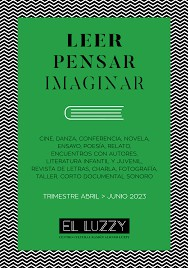 LEER
PENSAR
IMAGINAR
CINE, DANZA, CONFERENCIA, NOVELA,
ENSAYO, POESÍA, RELATO,
ENCUENTROS CON AUTORES,
LITERATURA INFANTIL Y JUVENIL,
REVISTA DE LETRAS, CHARLA, FOTOGRAFÍA,
TALLER, CORTO DOCUMENTAL SONORO
TRIMESTRE ABRIL > JUNIO 2023
EL LUZZY